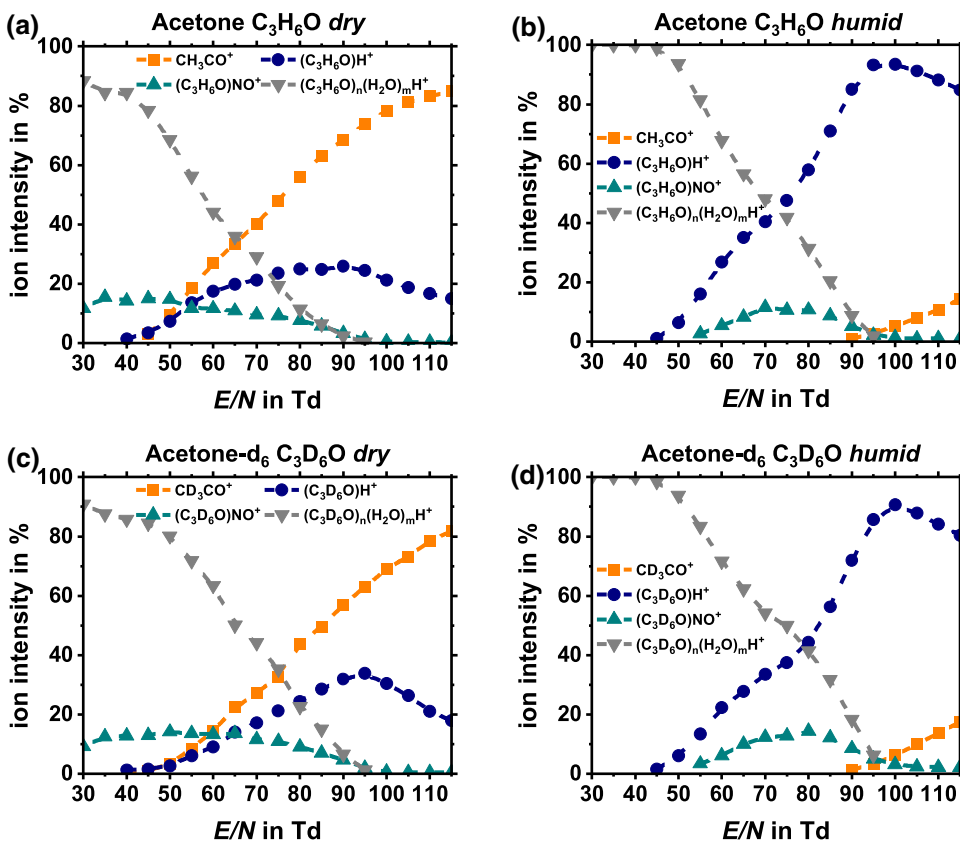 (a)
Acetone C₃H₆O dry
CH₃CO⁺
(C₃H₆O)H⁺
(C₃H₆O)NO⁺
(C₃H₆O)ₙ(H₂O)ₘH⁺
ion intensity in %
100
80
60
40
20
0
30 40 50 60 70 80 90 100 110
E/N in Td
(b)
Acetone C₃H₆O humid
CH₃CO⁺
(C₃H₆O)H⁺
(C₃H₆O)NO⁺
(C₃H₆O)ₙ(H₂O)ₘH⁺
ion intensity in %
100
80
60
40
20
0
30 40 50 60 70 80 90 100 110
E/N in Td
(c)
Acetone-d₆ C₃D₆O dry
CD₃CO⁺
(C₃D₆O)H⁺
(C₃D₆O)NO⁺
(C₃D₆O)ₙ(H₂O)ₘH⁺
ion intensity in %
100
80
60
40
20
0
30 40 50 60 70 80 90 100 110
E/N in Td
(d)
Acetone-d₆ C₃D₆O humid
CD₃CO⁺
(C₃D₆O)H⁺
(C₃D₆O)NO⁺
(C₃D₆O)ₙ(H₂O)ₘH⁺
ion intensity in %
100
80
60
40
20
0
30 40 50 60 70 80 90 100 110
E/N in Td